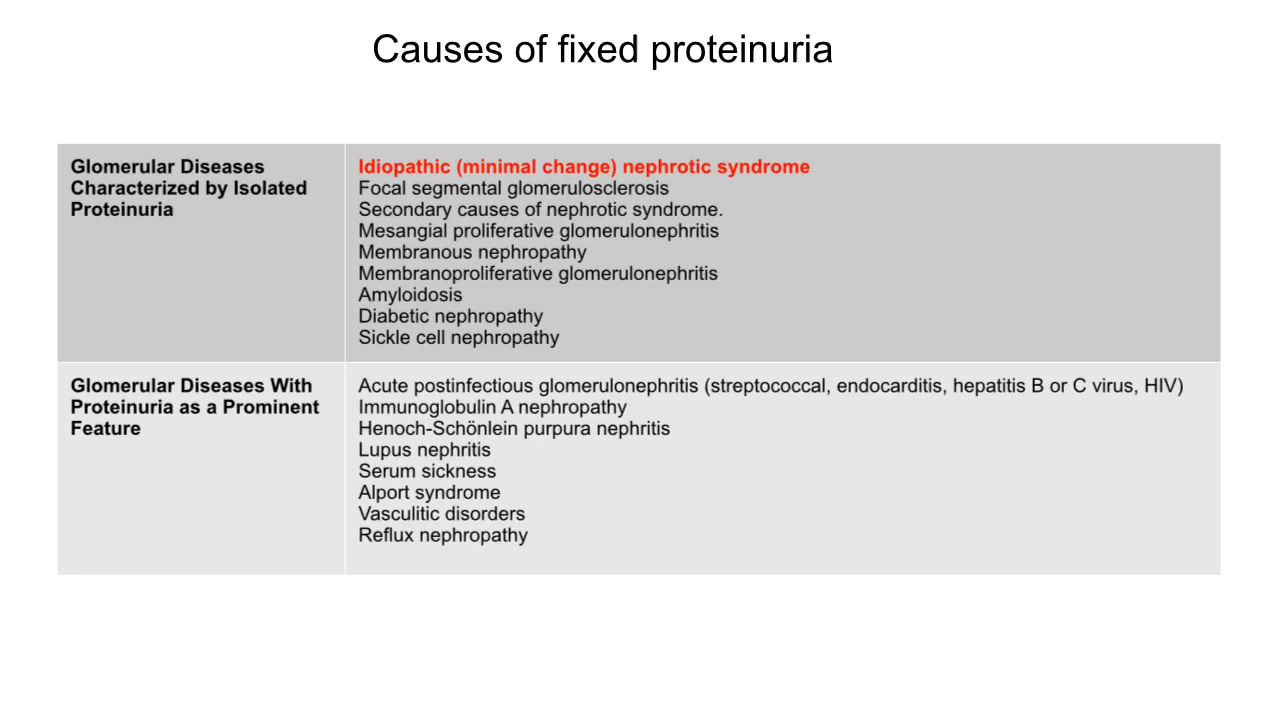 Causes of fixed proteinuria
Glomerular Diseases
Characterized by Isolated
Proteinuria
Idiopathic (minimal change) nephrotic syndrome
Focal segmental glomerulosclerosis
Secondary causes of nephrotic syndrome.
Mesangial proliferative glomerulonephritis
Membranous nephropathy
Membranoproliferative glomerulonephritis
Amyloidosis
Diabetic nephropathy
Sickle cell nephropathy
Glomerular Diseases With
Proteinuria as a Prominent
Feature
Acute postinfectious glomerulonephritis (streptococcal, endocarditis, hepatitis B or C virus, HIV)
Immunoglobulin A nephropathy
Henoch-Schönlein purpura nephritis
Lupus nephritis
Serum sickness
Alport syndrome
Vasculitic disorders
Reflux nephropathy